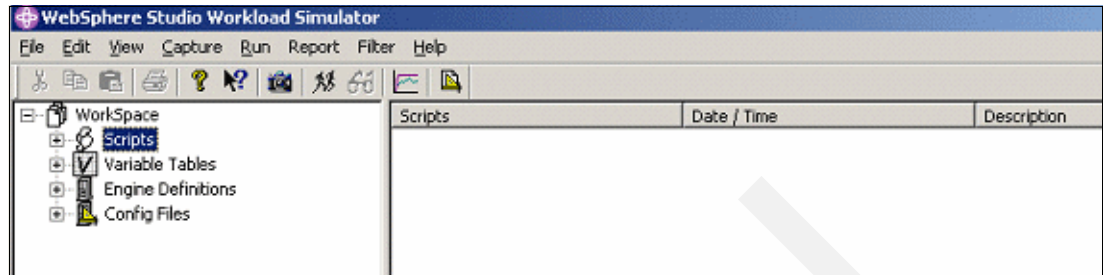 WebSphere Studio Workload Simulator
File Edit View Capture Run Report Filter Help
WorkSpace
Scripts
Variable Tables
Engine Definitions
Config Files
Scripts Date / Time Description